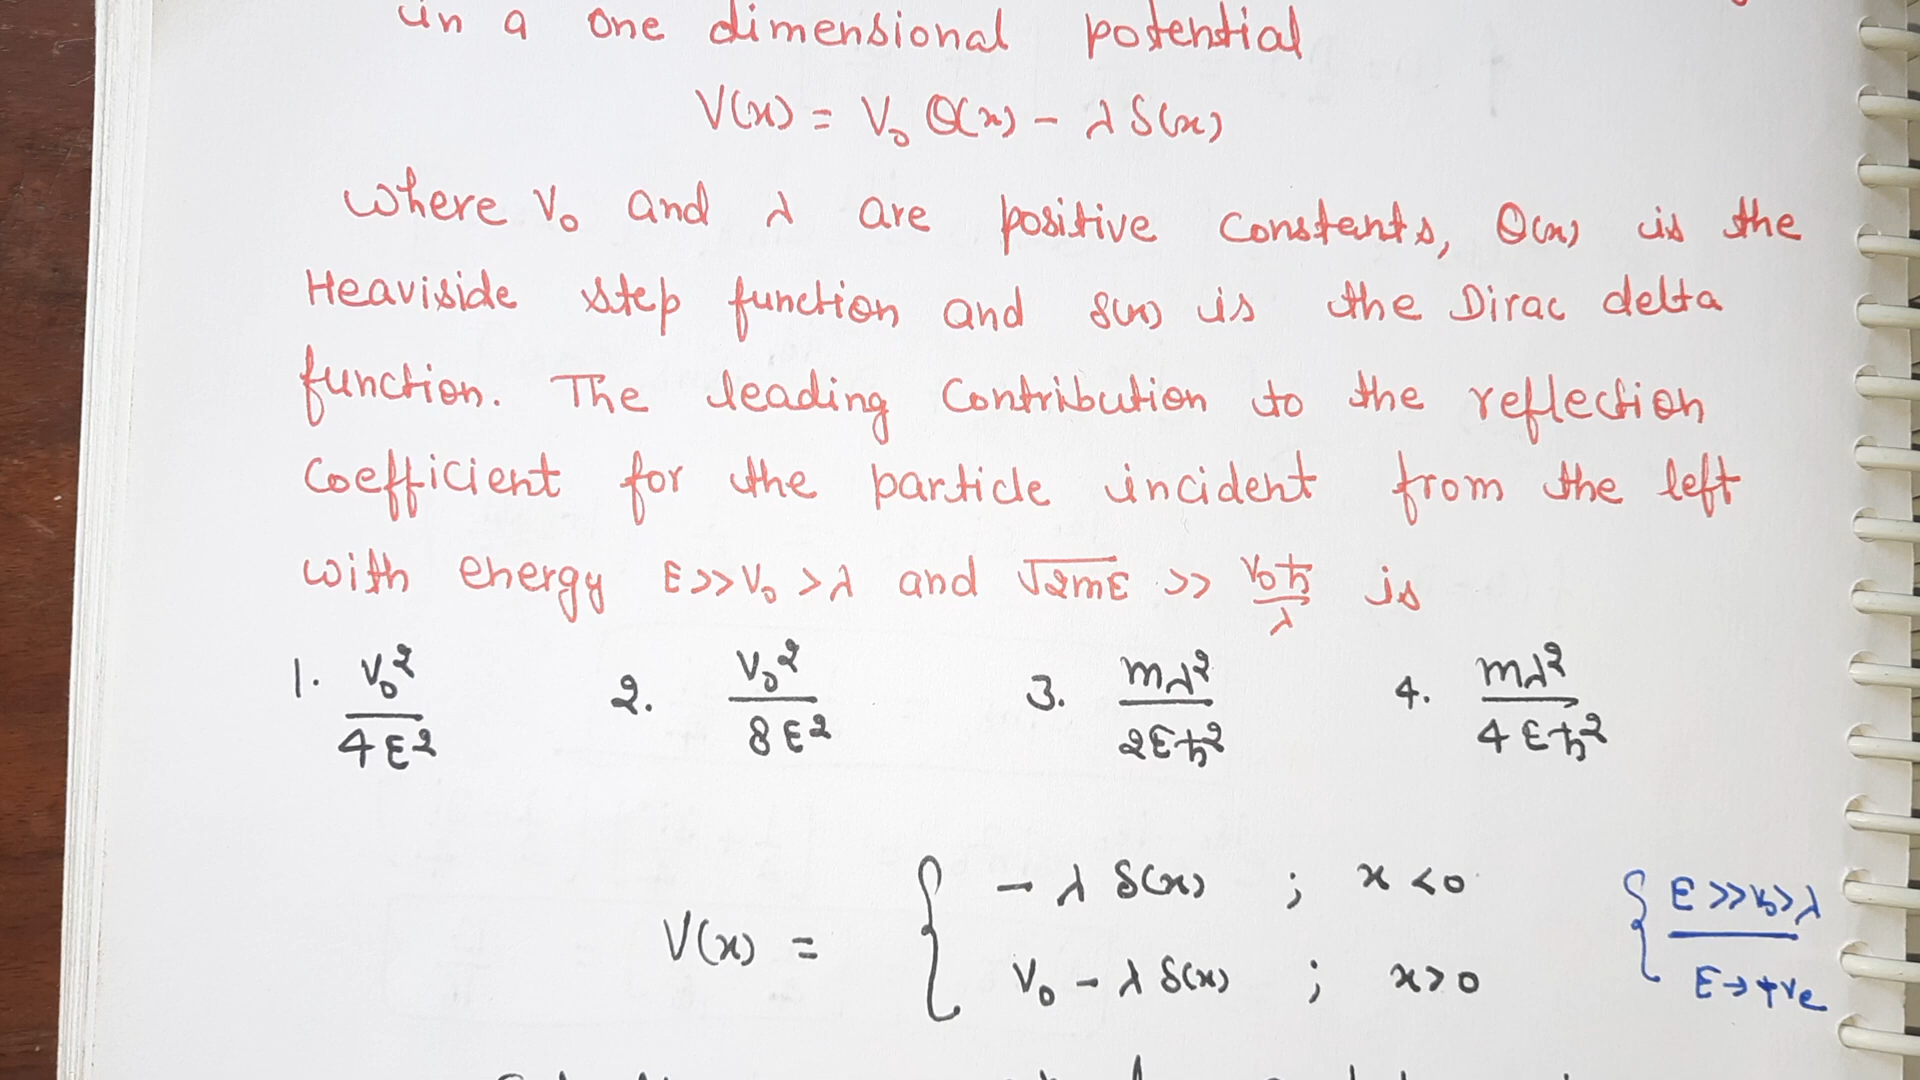 in a one dimensional potential
V(x) = V₀ θ(x) - λ δ(x)
where V₀ and λ are positive constants, θ(x) is the
Heaviside step function and δ(x) is the Dirac delta
function. The leading contribution to the reflection
coefficient for the particle incident from the left
with energy E >> V₀ > λ and √2mE >> V₀ħ/λ is
1. V₀²/4E² 2. V₀²/8E² 3. mλ²/2Eħ² 4. mλ²/4Eħ²
V(x) = { - λ δ(x) ; x < 0
V₀ - λ δ(x) ; x > 0
{ E >> V₀ > λ
E → +ve